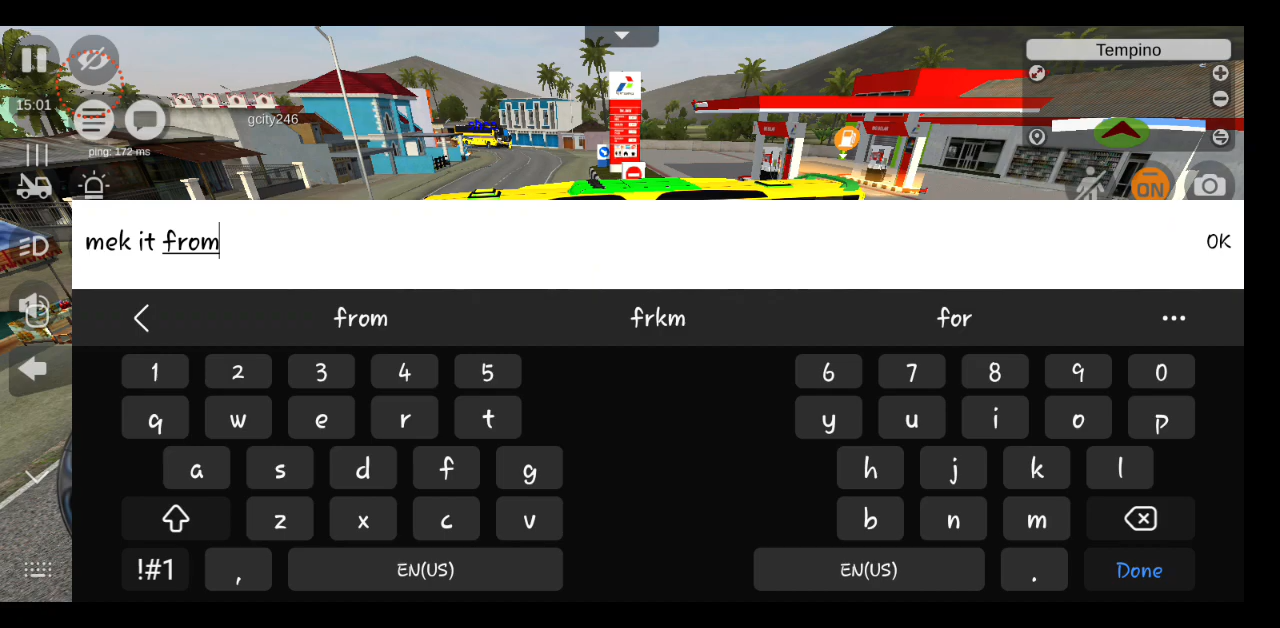 Tempino
15:01
gcity246
ping: 172 ms
ON
mek it from
OK
from frkm for
1 2 3 4 5 6 7 8 9 0
q w e r t y u i o p
a s d f g h j k l
z x c v b n m
!#1 , EN(US) EN(US) . Done